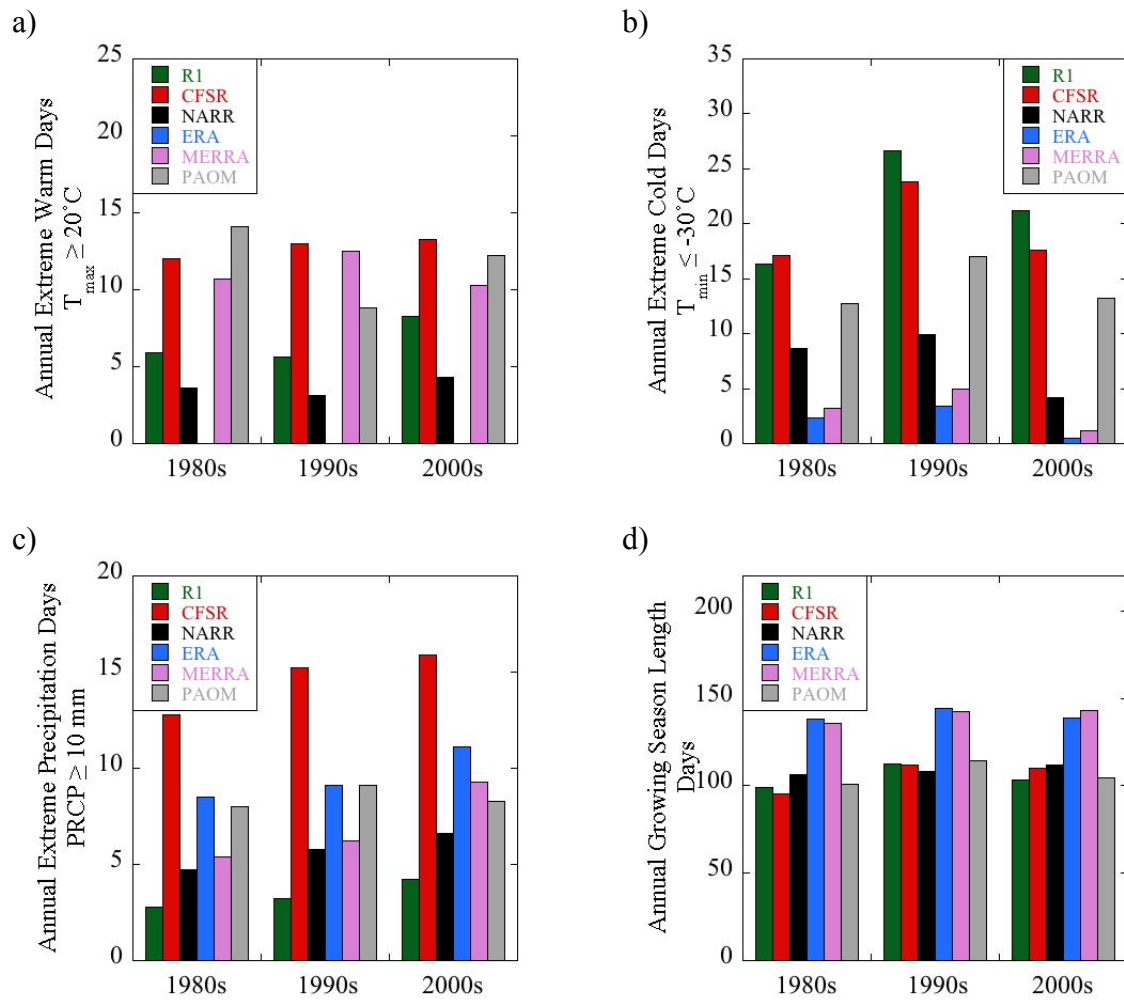 a)
Annual Extreme Warm Days
T max ≥ 20˚C
25
20
15
10
5
0
R1
CFSR
NARR
ERA
MERRA
PAOM
1980s
1990s
2000s
b)
Annual Extreme Cold Days
T min ≤ -30˚C
35
30
25
20
15
10
5
0
R1
CFSR
NARR
ERA
MERRA
PAOM
1980s
1990s
2000s
c)
Annual Extreme Precipitation Days
PRCP ≥ 10 mm
20
15
10
5
0
R1
CFSR
NARR
ERA
MERRA
PAOM
1980s
1990s
2000s
d)
Annual Growing Season Length
Days
200
150
100
50
0
R1
CFSR
NARR
ERA
MERRA
PAOM
1980s
1990s
2000s